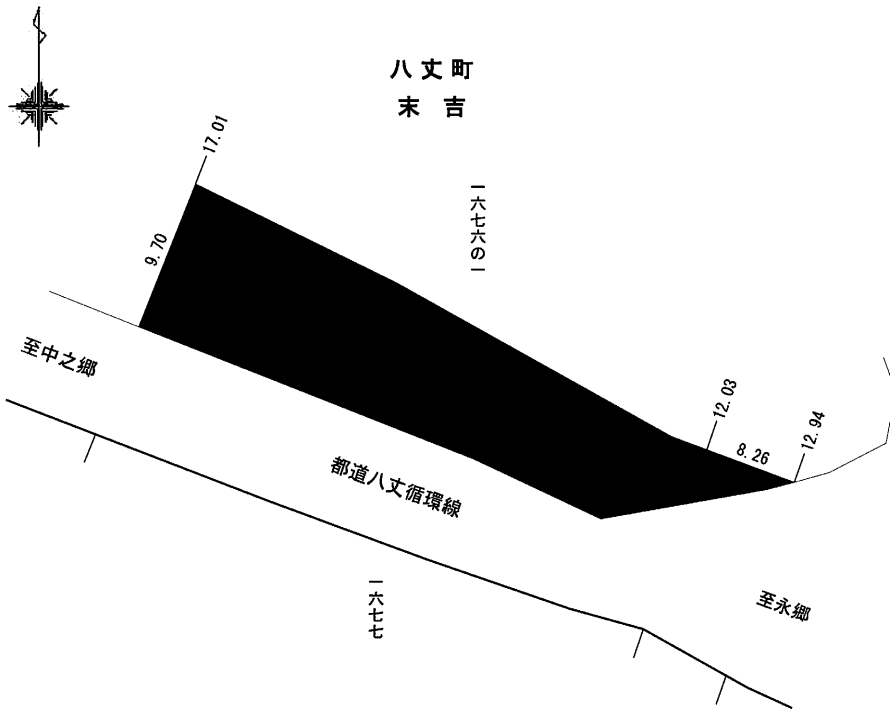 八丈町
末吉
17.01
一六七六の一
9.70
至中之郷
12.03
8.26
12.94
都道八丈循環線
一六七七
至永郷